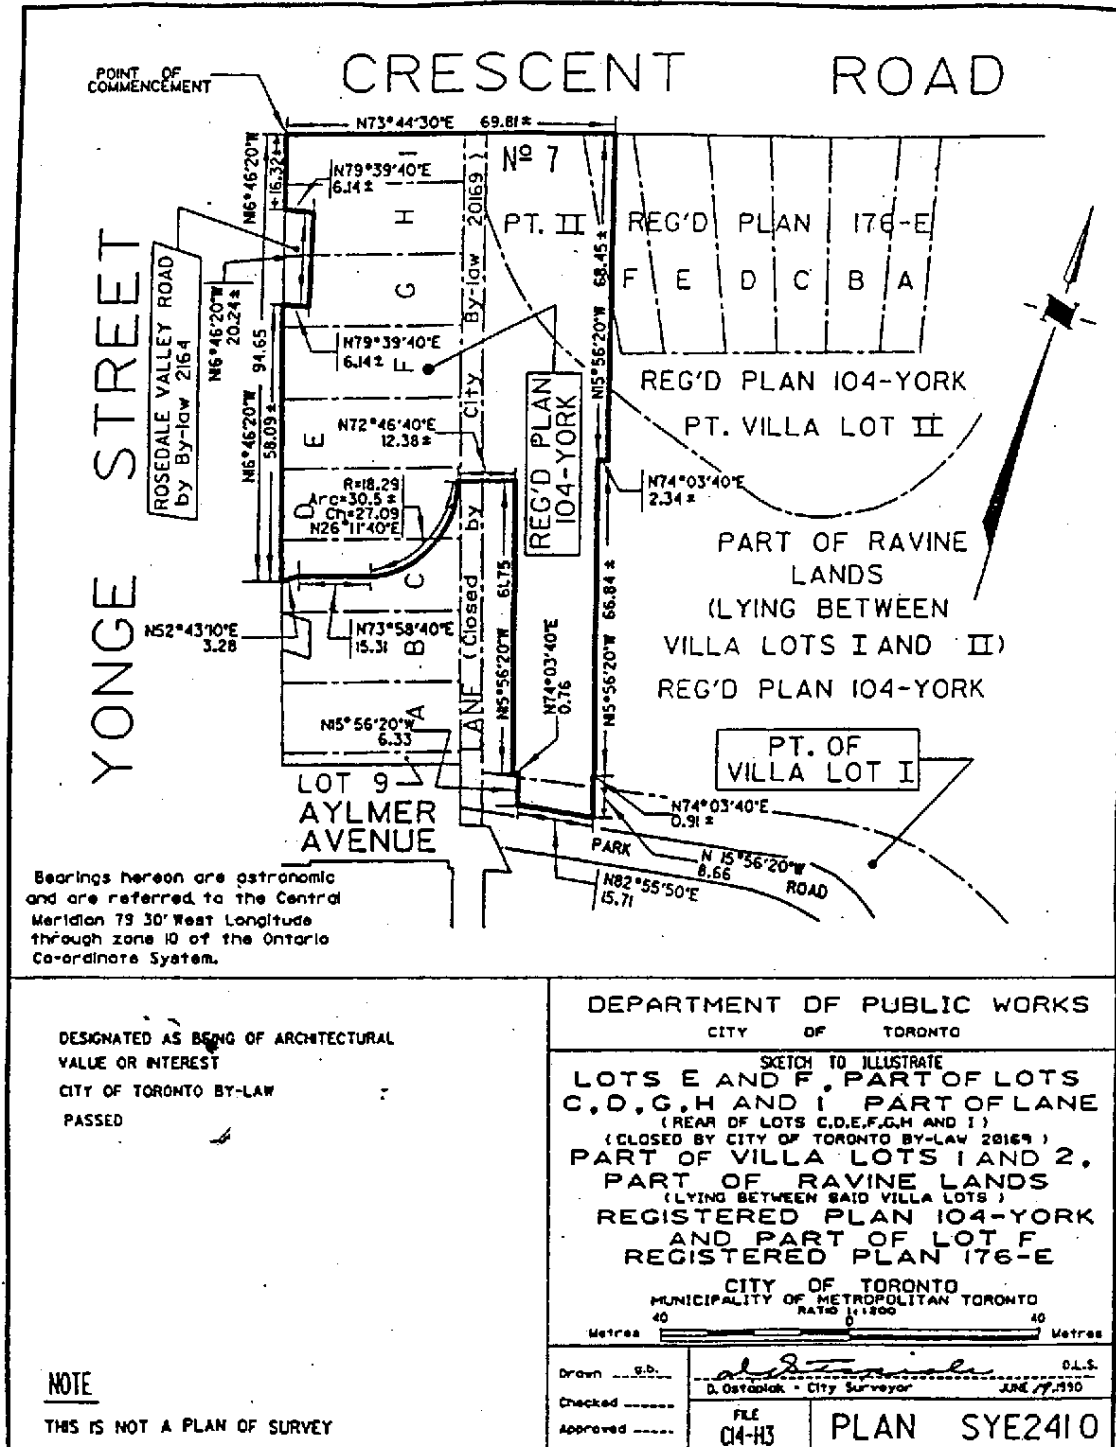 CRESCENT ROAD
POINT OF
COMMENCEMENT
N73°44'30"E 69.81±
N16°46'20"W
16.32±
N79°39'40"E
6.14±
Nº 7
PT. II
REG'D PLAN 176-E
F E D C B A
I
H
G
F
E
D
C
B
A
LANE (Closed by City By-law 20169)
YONGE STREET
ROSEDALE VALLEY ROAD
by By-law 2164
N16°46'20"W
20.24±
94.65
N16°46'20"W
58.09±
N79°39'40"E
6.14±
N15°56'20"W 68.45±
REG'D PLAN
104-YORK
REG'D PLAN 104-YORK
PT. VILLA LOT II
N72°46'40"E
12.38±
R=18.29
Arc=30.5±
Ch=27.09
N26°11'40"E
N74°03'40"E
2.34±
PART OF RAVINE
LANDS
(LYING BETWEEN
VILLA LOTS I AND II)
REG'D PLAN 104-YORK
N52°43'10"E
3.28
N73°58'40"E
15.31
N15°56'20"W 61.75
N74°03'40"E
0.76
N15°56'20"W 66.84±
N15°56'20"W
6.33
PT. OF
VILLA LOT I
LOT 9
AYLMER
AVENUE
N74°03'40"E
0.91±
PARK ROAD
N 15°56'20"W
8.66
N82°55'50"E
15.71
Bearings hereon are astronomic
and are referred to the Central
Meridian 79 30' West Longitude
through zone 10 of the Ontario
Co-ordinate System.
DESIGNATED AS BEING OF ARCHITECTURAL
VALUE OR INTEREST
CITY OF TORONTO BY-LAW
PASSED
NOTE
THIS IS NOT A PLAN OF SURVEY
DEPARTMENT OF PUBLIC WORKS
CITY OF TORONTO
SKETCH TO ILLUSTRATE
LOTS E AND F, PART OF LOTS
C, D, G, H AND I PART OF LANE
(REAR OF LOTS C,D,E,F,G,H AND I)
(CLOSED BY CITY OF TORONTO BY-LAW 20169)
PART OF VILLA LOTS 1 AND 2,
PART OF RAVINE LANDS
(LYING BETWEEN SAID VILLA LOTS)
REGISTERED PLAN 104-YORK
AND PART OF LOT F
REGISTERED PLAN 176-E
CITY OF TORONTO
MUNICIPALITY OF METROPOLITAN TORONTO
RATIO 1:1200
40 0 40
Metres Metres
Drawn g.b.
Checked
Approved
O.L.S.
D. Ostapiak - City Surveyor JUNE 19, 1990
FILE
C14-H3
PLAN SYE2410